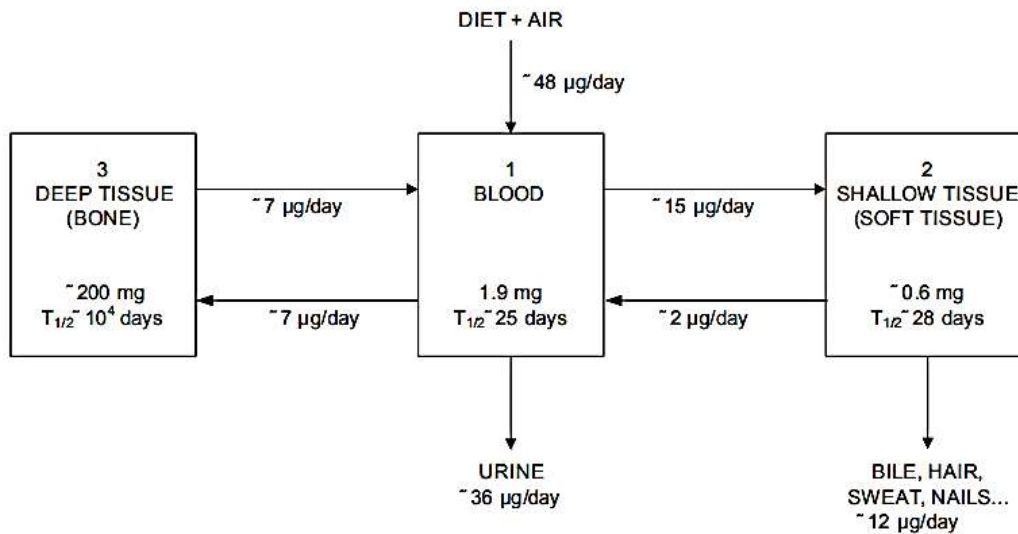 DIET + AIR
~48 µg/day
3
DEEP TISSUE
(BONE)
~200 mg
T1/2~10⁴ days
~7 µg/day
~7 µg/day
1
BLOOD
1.9 mg
T1/2~25 days
~15 µg/day
~2 µg/day
2
SHALLOW TISSUE
(SOFT TISSUE)
~0.6 mg
T1/2~28 days
URINE
~36 µg/day
BILE, HAIR,
SWEAT, NAILS...
~12 µg/day